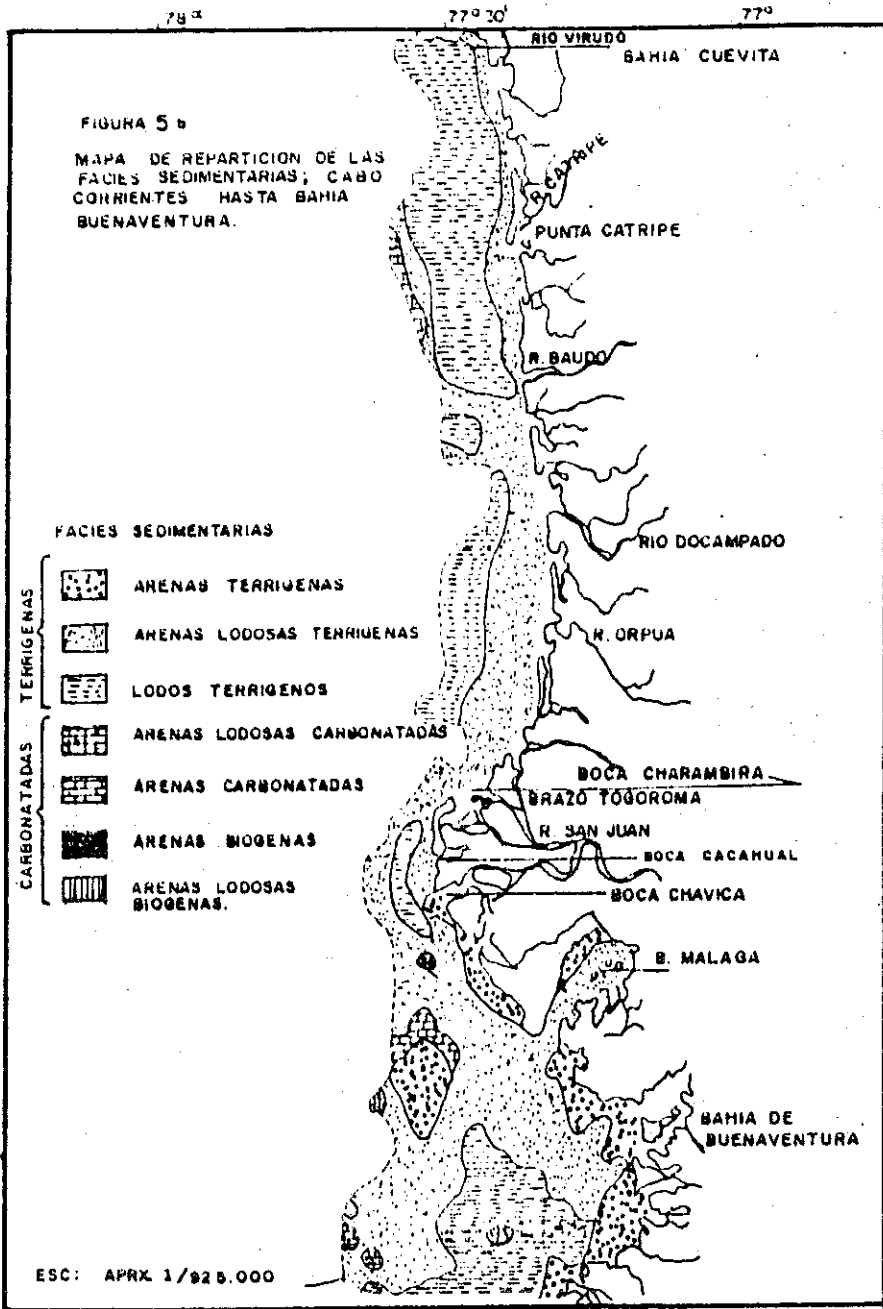 78º
77º 30'
77º
RIO VIRUDO
BAHIA CUEVITA
FIGURA 5 b
MAPA DE REPARTICION DE LAS
FACIES SEDIMENTARIAS; CABO
CORRIENTES HASTA BAHIA
BUENAVENTURA.
R. CATRIPE
PUNTA CATRIPE
R. BAUDO
FACIES SEDIMENTARIAS
RIO DOCAMPADO
TERRIGENAS
ARENAS TERRIGENAS
ARENAS LODOSAS TERRIGENAS
R. ORPUA
LODOS TERRIGENOS
CARBONATADAS
ARENAS LODOSAS CARBONATADAS
ARENAS CARBONATADAS
BOCA CHARAMBIRA
BRAZO TOGOROMA
ARENAS BIOGENAS
R. SAN JUAN
BOCA CACAHUAL
ARENAS LODOSAS
BIOGENAS.
BOCA CHAVICA
B. MALAGA
BAHIA DE
BUENAVENTURA
ESC: APRX. 1/925.000